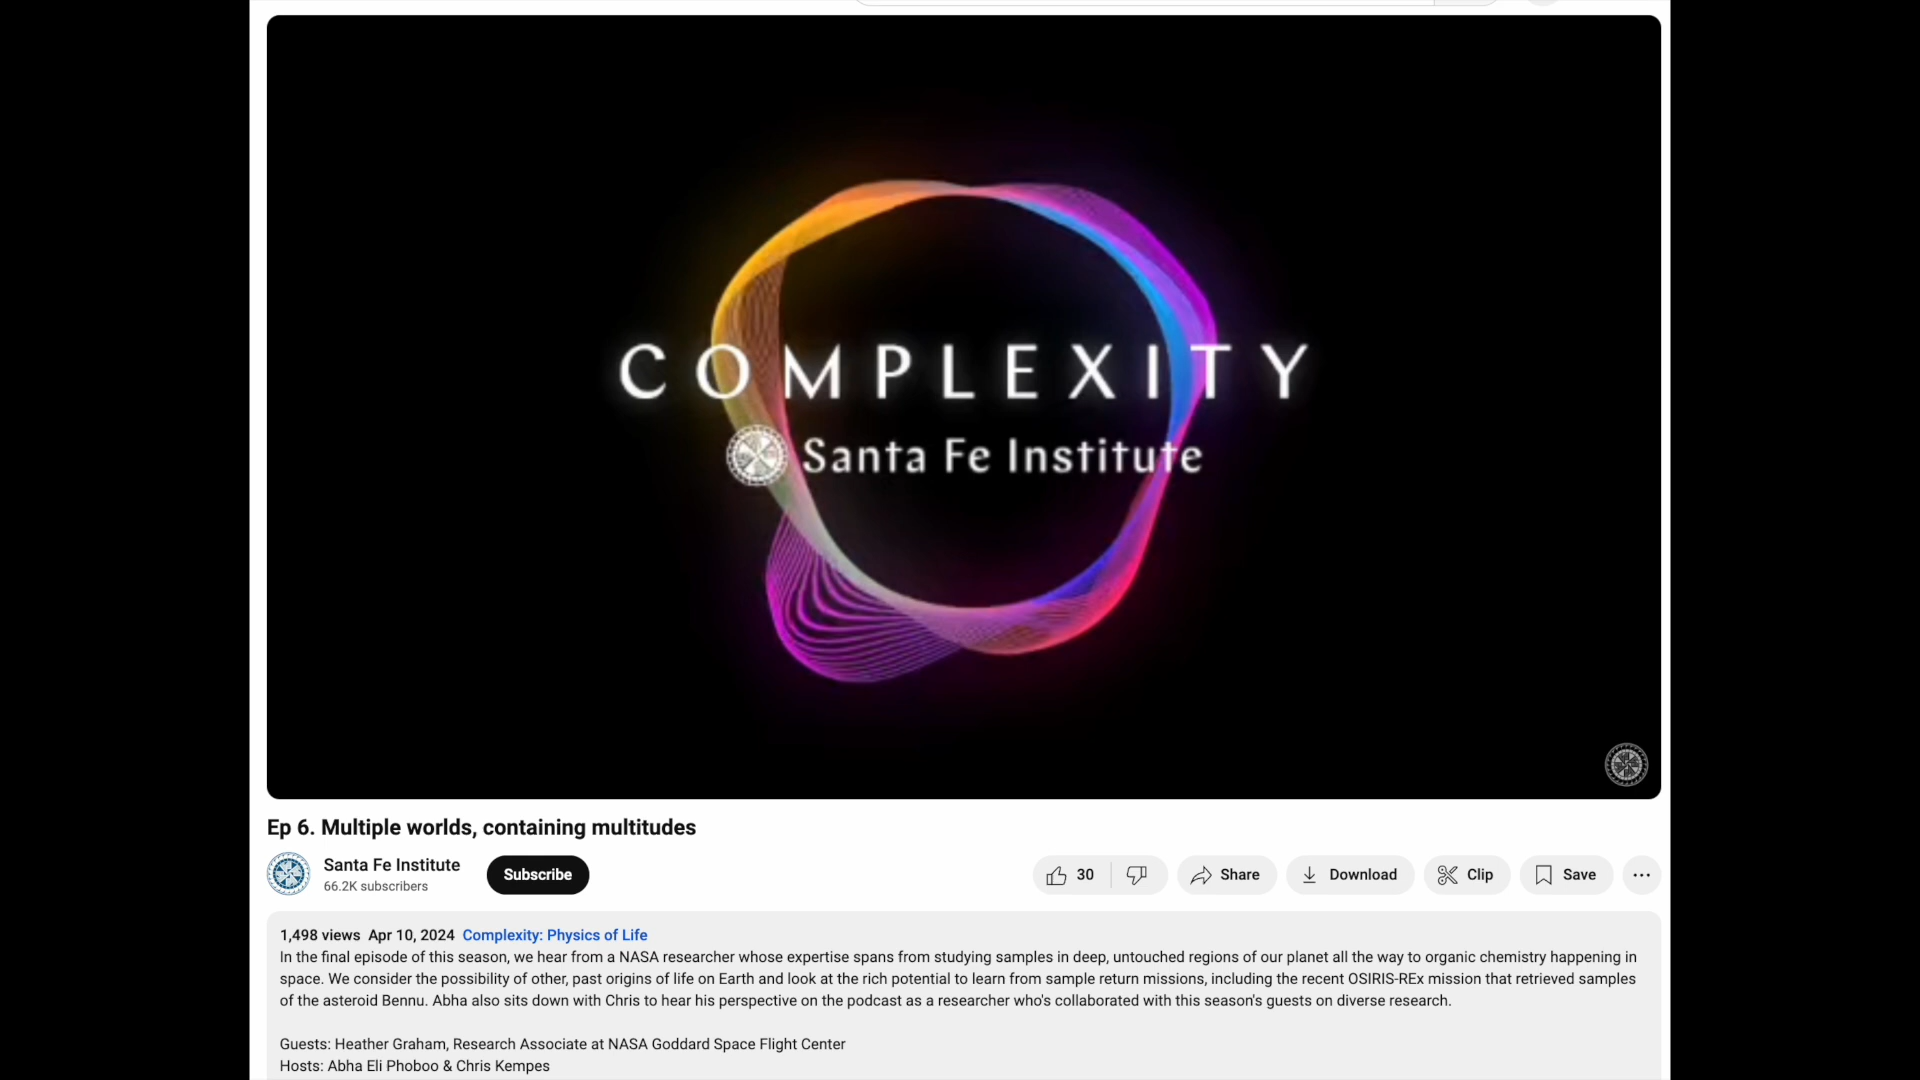 COMPLEXITY
Santa Fe Institute
Ep 6. Multiple worlds, containing multitudes
Santa Fe Institute
66.2K subscribers
Subscribe
30
Share
Download
Clip
Save
1,498 views Apr 10, 2024 Complexity: Physics of Life
In the final episode of this season, we hear from a NASA researcher whose expertise spans from studying samples in deep, untouched regions of our planet all the way to organic chemistry happening in
space. We consider the possibility of other, past origins of life on Earth and look at the rich potential to learn from sample return missions, including the recent OSIRIS-REx mission that retrieved samples
of the asteroid Bennu. Abha also sits down with Chris to hear his perspective on the podcast as a researcher who's collaborated with this season's guests on diverse research.
Guests: Heather Graham, Research Associate at NASA Goddard Space Flight Center
Hosts: Abha Eli Phoboo & Chris Kempes